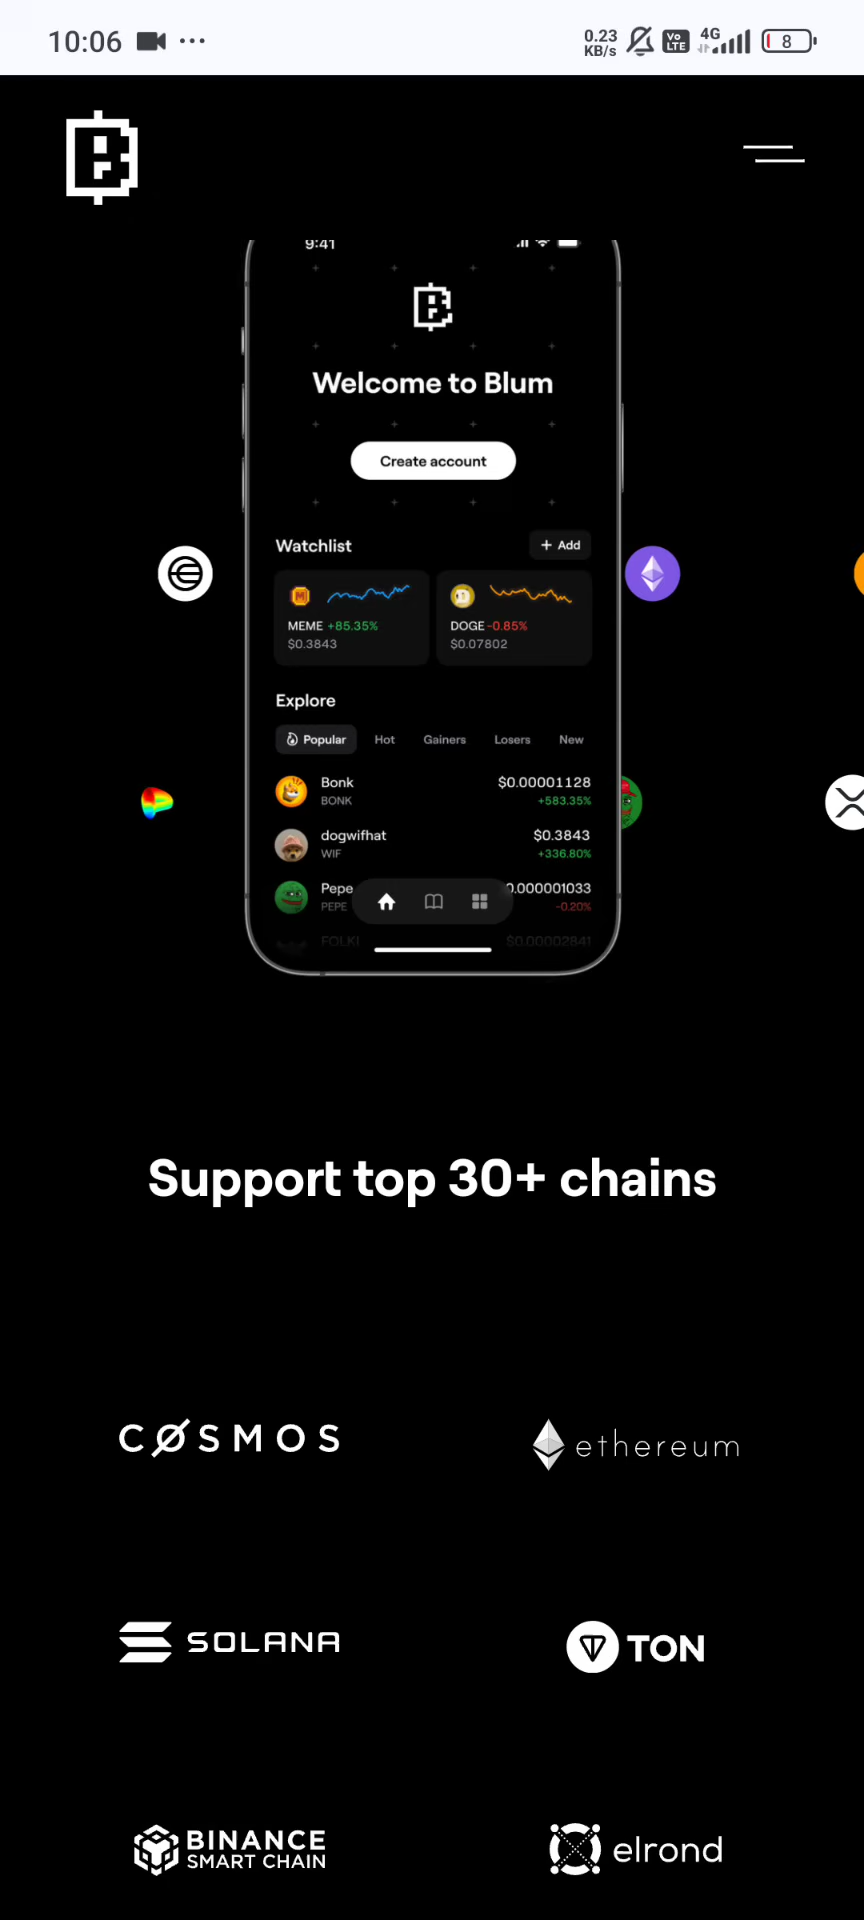 10:06 ... 0.23 KB/s Vo LTE 4G 8
9:41
Welcome to Blum
Create account
Watchlist + Add
MEME +85.35% DOGE -0.85%
$0.3843 $0.07802
Explore
Popular Hot Gainers Losers New
Bonk $0.00001128
BONK +583.35%
dogwifhat $0.3843
WIF +336.80%
Pepe 0.000001033
PEPE -0.20%
$0.00002841
Support top 30+ chains
COSMOS ethereum
SOLANA TON
BINANCE SMART CHAIN elrond